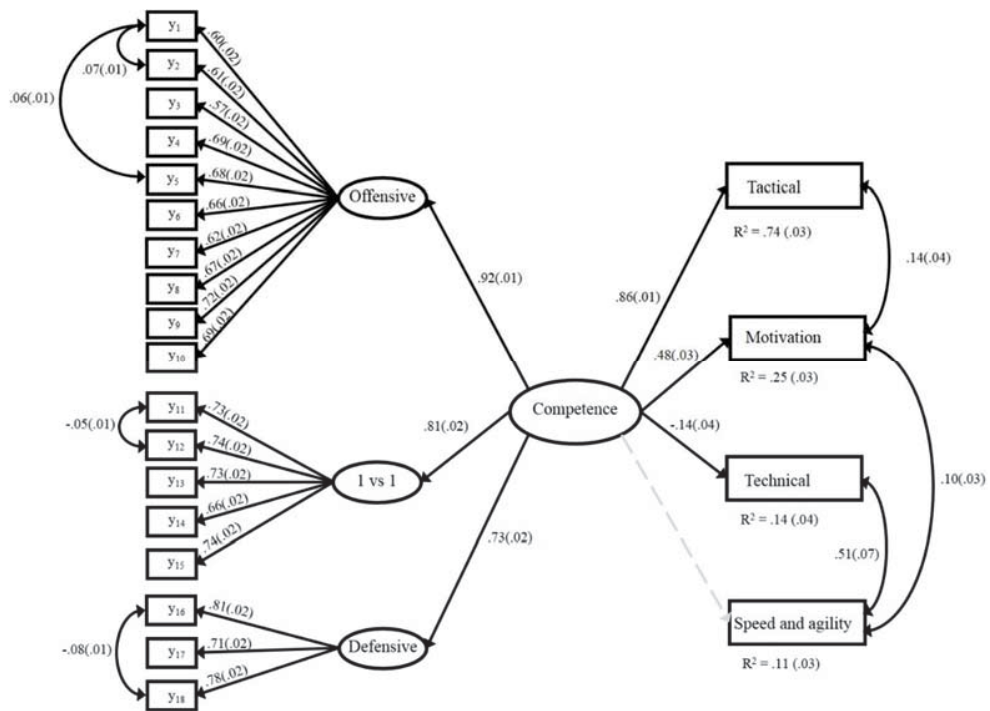 y1
y2
y3
y4
y5
y6
y7
y8
y9
y10
.07(.01)
.06(.01)
.60(.02)
.61(.02)
.57(.02)
.69(.02)
.68(.02)
.66(.02)
.62(.02)
.67(.02)
.72(.02)
.69(.02)
Offensive
.92(.01)
y11
y12
y13
y14
y15
-.05(.01)
.73(.02)
.74(.02)
.73(.02)
.66(.02)
.74(.02)
1 vs 1
.81(.02)
y16
y17
y18
-.08(.01)
.81(.02)
.71(.02)
.78(.02)
Defensive
.73(.02)
Competence
.86(.01)
.48(.03)
-.14(.04)
Tactical
R² = .74 (.03)
.14(.04)
Motivation
R² = .25 (.03)
.10(.03)
Technical
R² = .14 (.04)
.51(.07)
Speed and agility
R² = .11 (.03)